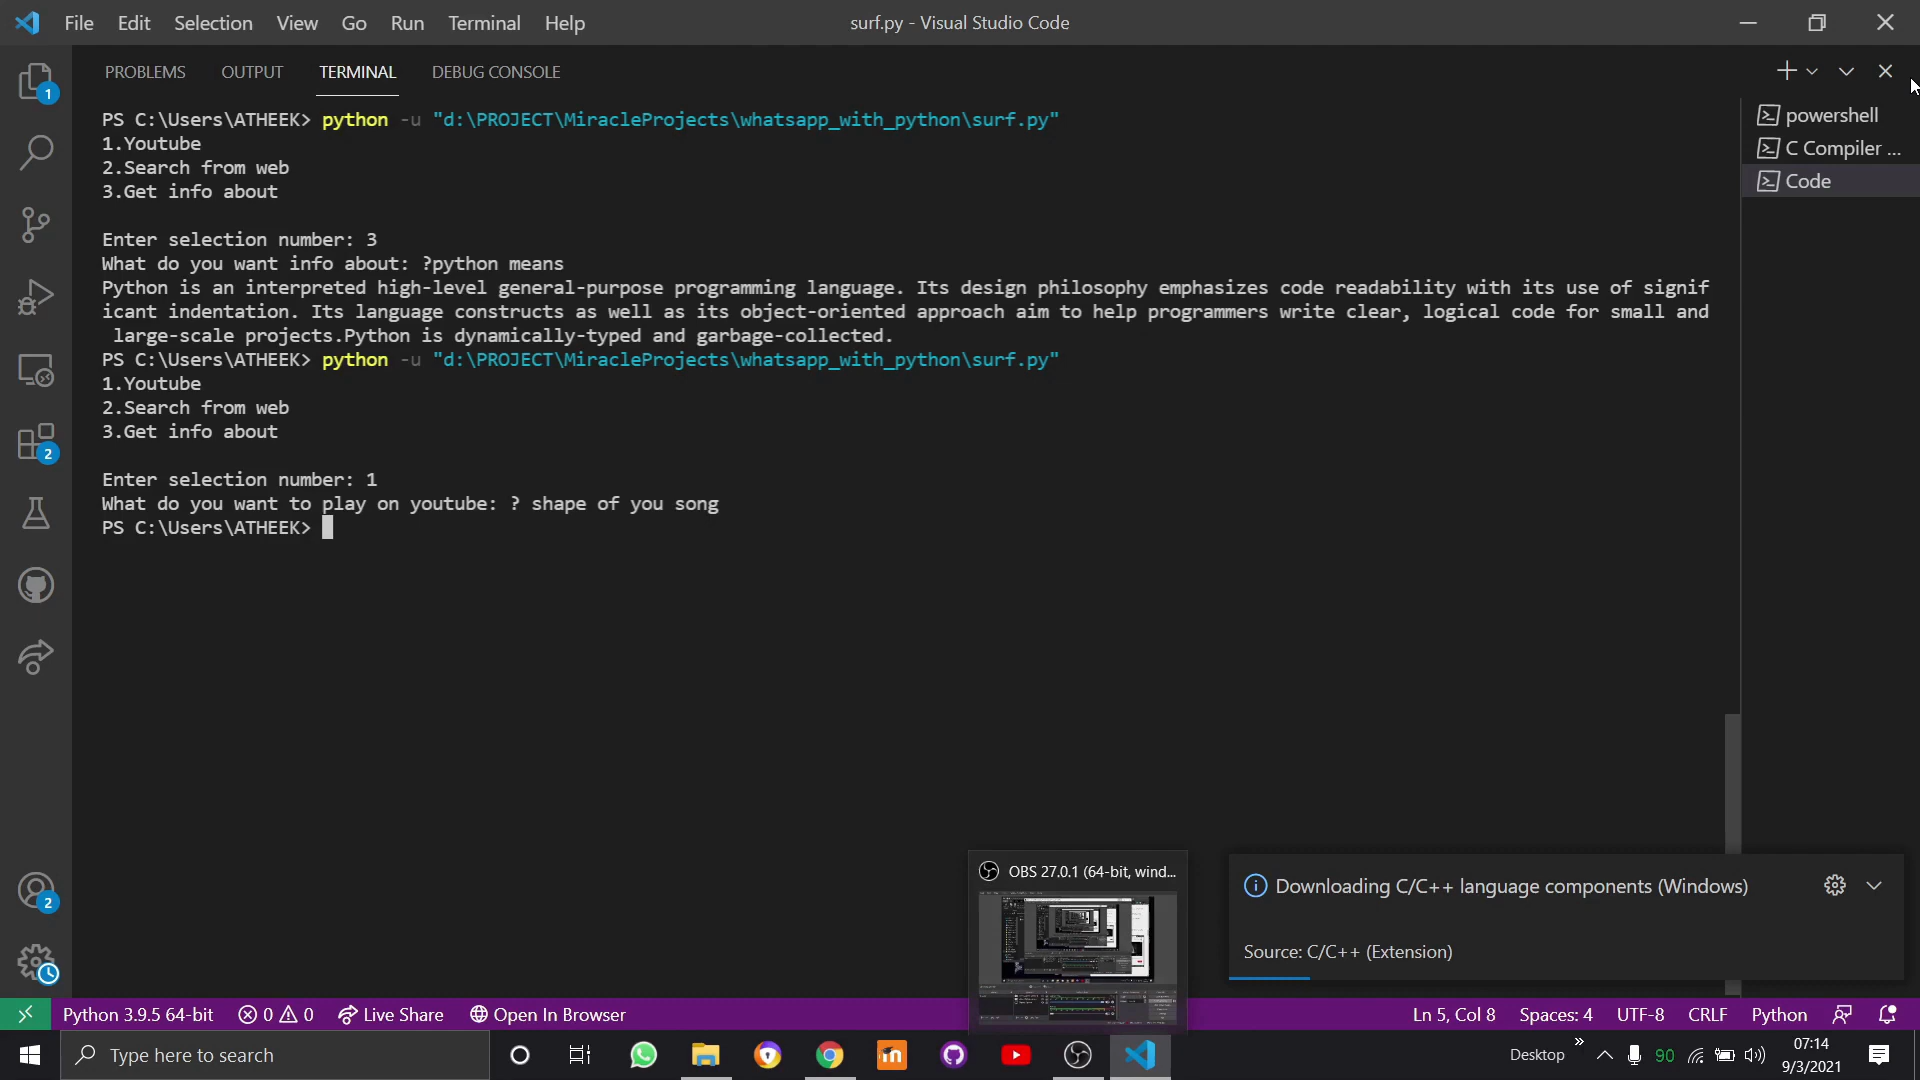 File Edit Selection View Go Run Terminal Help
surf.py - Visual Studio Code
PROBLEMS OUTPUT TERMINAL DEBUG CONSOLE
PS C:\Users\ATHEEK> python -u "d:\PROJECT\MiracleProjects\whatsapp_with_python\surf.py"
1.Youtube
2.Search from web
3.Get info about
Enter selection number: 3
What do you want info about: ?python means
Python is an interpreted high-level general-purpose programming language. Its design philosophy emphasizes code readability with its use of signif
icant indentation. Its language constructs as well as its object-oriented approach aim to help programmers write clear, logical code for small and
large-scale projects.Python is dynamically-typed and garbage-collected.
PS C:\Users\ATHEEK> python -u "d:\PROJECT\MiracleProjects\whatsapp_with_python\surf.py"
1.Youtube
2.Search from web
3.Get info about
Enter selection number: 1
What do you want to play on youtube: ? shape of you song
PS C:\Users\ATHEEK>
powershell
C Compiler ...
Code
1
2
2
OBS 27.0.1 (64-bit, wind...
Downloading C/C++ language components (Windows)
Source: C/C++ (Extension)
Python 3.9.5 64-bit 0 0 Live Share Open In Browser
Ln 5, Col 8 Spaces: 4 UTF-8 CRLF Python
Type here to search
Desktop
90
07:14
9/3/2021